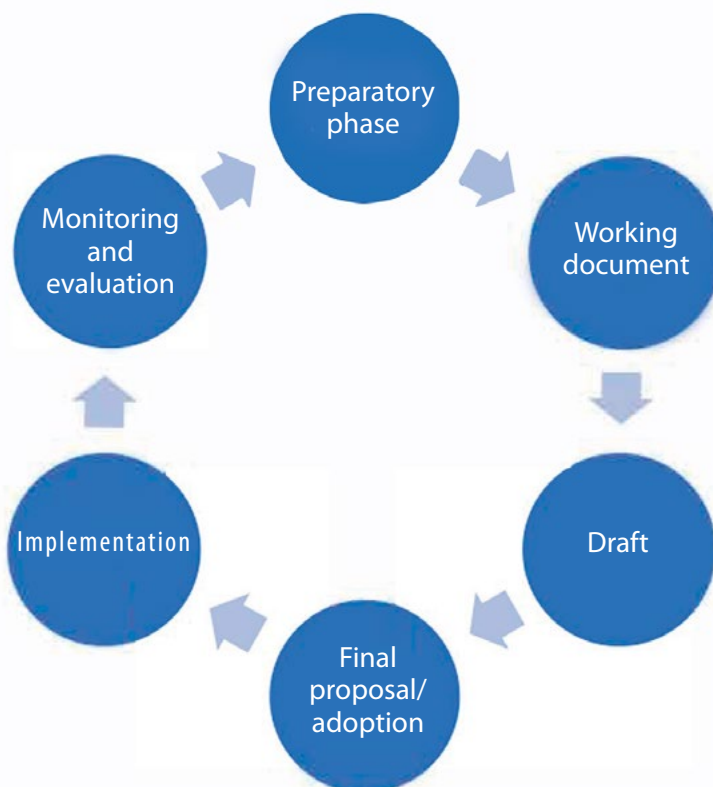 Preparatory
phase
Working
document
Draft
Final
proposal/
adoption
Implementation
Monitoring
and
evaluation